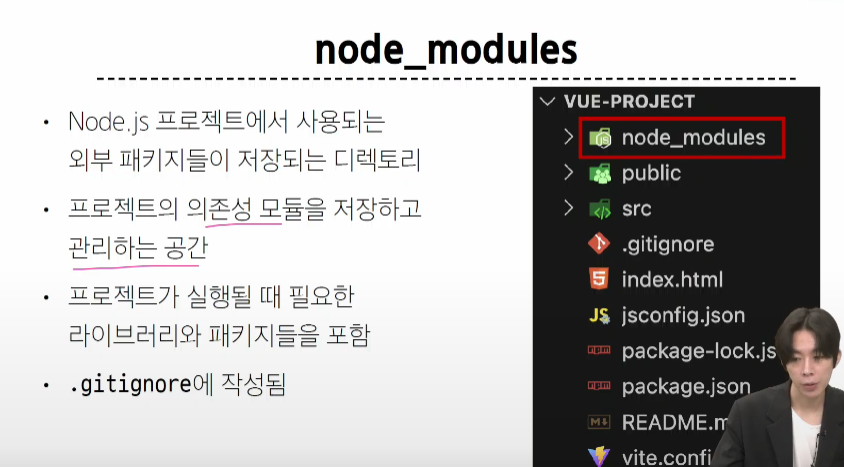 node_modules
• Node.js 프로젝트에서 사용되는
외부 패키지들이 저장되는 디렉토리
• 프로젝트의 의존성 모듈을 저장하고
관리하는 공간
• 프로젝트가 실행될 때 필요한
라이브러리와 패키지들을 포함
• .gitignore에 작성됨
VUE-PROJECT
node_modules
public
src
.gitignore
index.html
jsconfig.json
package-lock.js
package.json
README.m
vite.confi